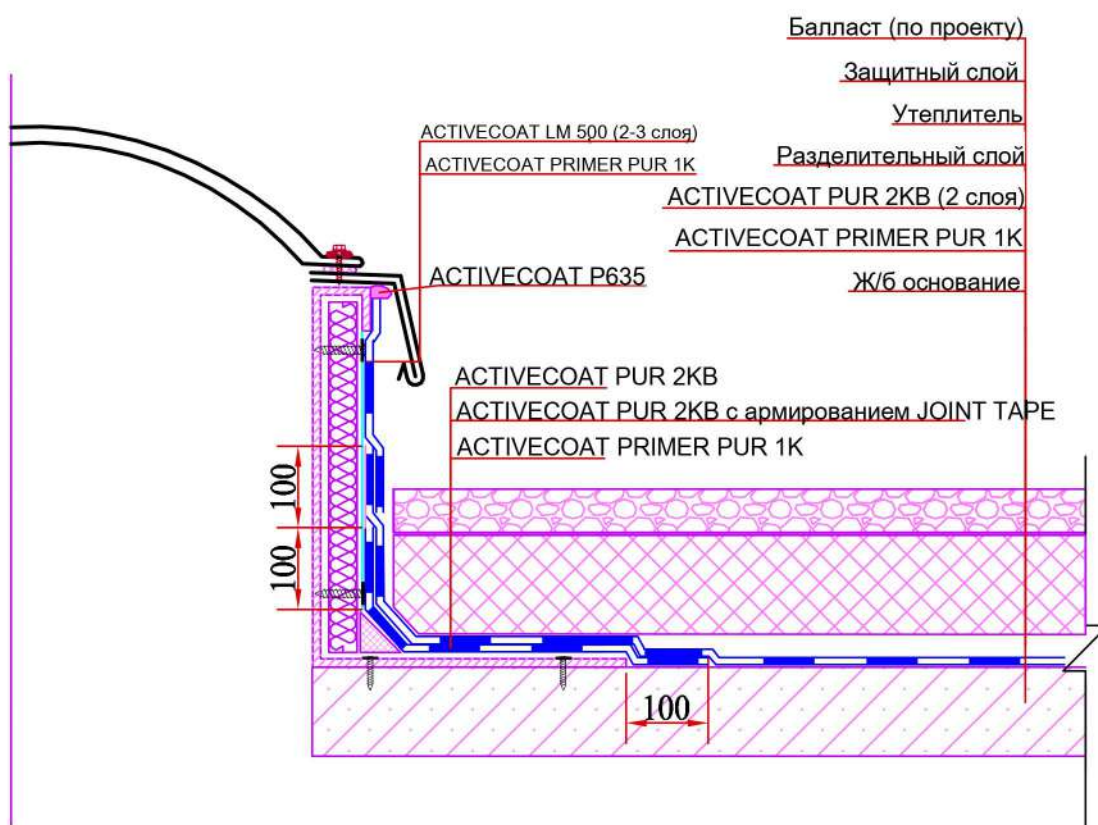 Балласт (по проекту)
Защитный слой
Утеплитель
Разделительный слой
ACTIVECOAT PUR 2KB (2 слоя)
ACTIVECOAT PRIMER PUR 1K
Ж/б основание
ACTIVECOAT LM 500 (2-3 слоя)
ACTIVECOAT PRIMER PUR 1K
ACTIVECOAT P635
ACTIVECOAT PUR 2KB
ACTIVECOAT PUR 2KB с армированием JOINT TAPE
ACTIVECOAT PRIMER PUR 1K
100
100
100